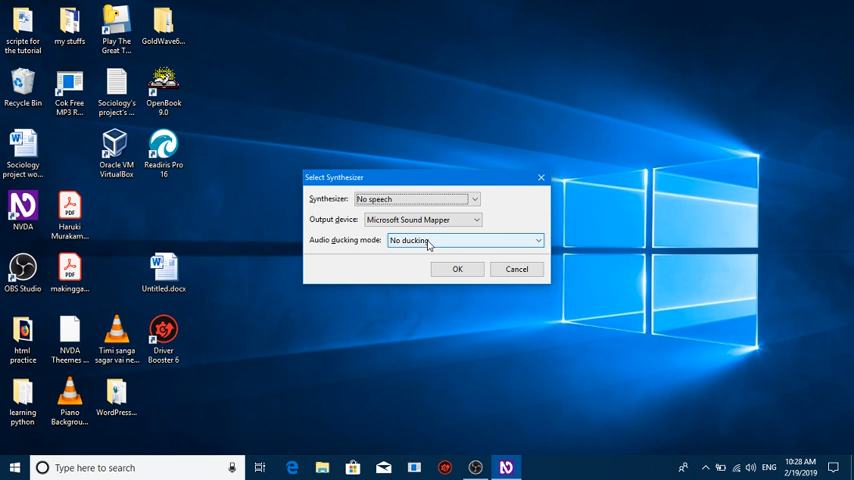 scripte for
the tutorial
my stuffs
Play The
Great T...
GoldWave6...
Recycle Bin
Cok Free
MP3 R...
Sociology's
project's ...
OpenBook
9.0
Sociology
project wo...
Oracle VM
VirtualBox
Readiris Pro
16
NVDA
Haruki
Murakam...
OBS Studio
makingga...
Untitled.docx
html
practice
NVDA
Theemes ...
Timi sanga
sagar vai ne...
Driver
Booster 6
learning
python
Piano
Backgrou...
WordPress...
Select Synthesizer
Synthesizer: No speech
Output device: Microsoft Sound Mapper
Audio ducking mode: No ducking
OK Cancel
Type here to search
ENG
10:28 AM
2/19/2019